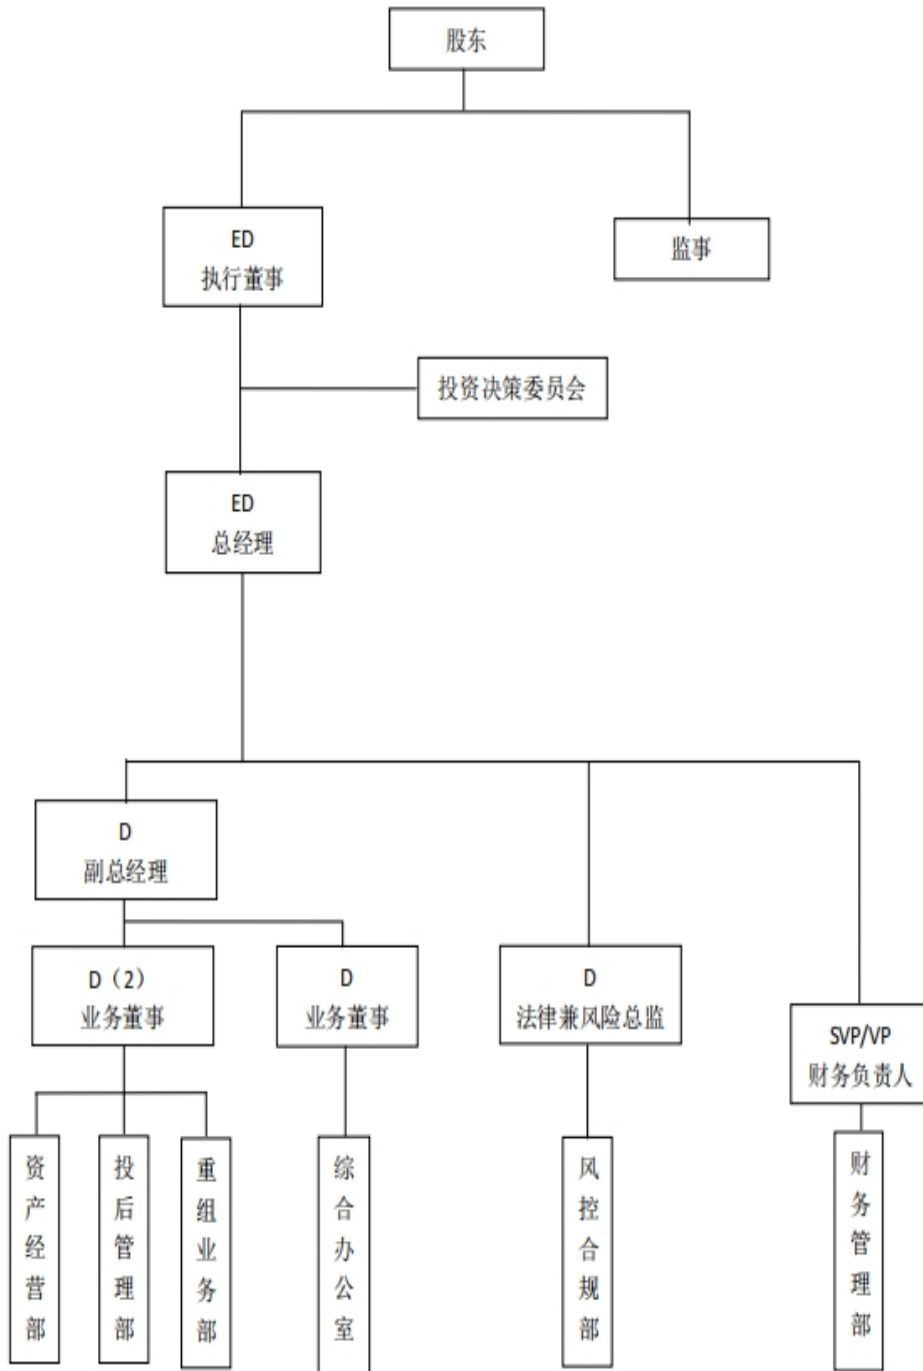 股东
ED
执行董事
监事
投资决策委员会
ED
总经理
D
副总经理
D（2）
业务董事
D
业务董事
D
法律兼风险总监
SVP/VP
财务负责人
资产经营部
投后管理部
重组业务部
综合办公室
风控合规部
财务管理部